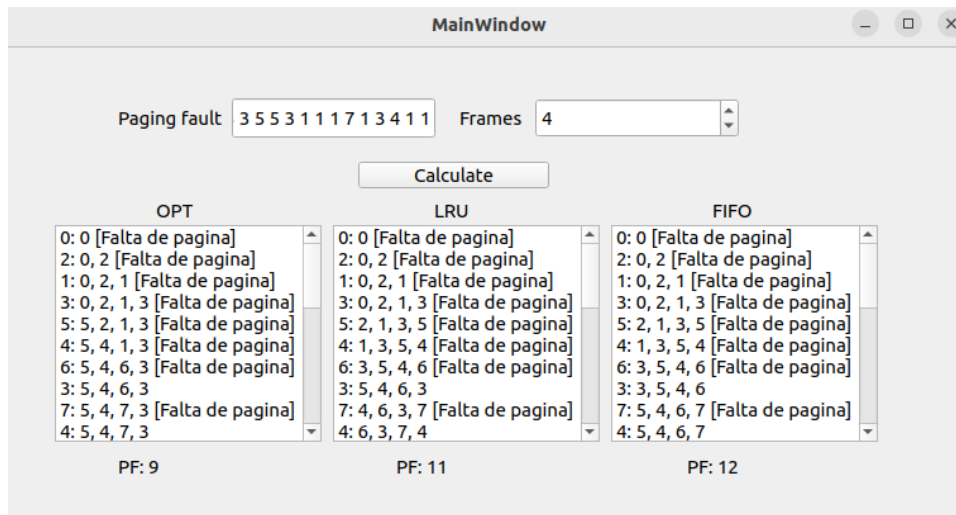 MainWindow
Paging fault 3 5 5 3 1 1 1 7 1 3 4 1 1 Frames 4
Calculate
OPT
0: 0 [Falta de pagina]
2: 0, 2 [Falta de pagina]
1: 0, 2, 1 [Falta de pagina]
3: 0, 2, 1, 3 [Falta de pagina]
5: 5, 2, 1, 3 [Falta de pagina]
4: 5, 4, 1, 3 [Falta de pagina]
6: 5, 4, 6, 3 [Falta de pagina]
3: 5, 4, 6, 3
7: 5, 4, 7, 3 [Falta de pagina]
4: 5, 4, 7, 3
PF: 9
LRU
0: 0 [Falta de pagina]
2: 0, 2 [Falta de pagina]
1: 0, 2, 1 [Falta de pagina]
3: 0, 2, 1, 3 [Falta de pagina]
5: 2, 1, 3, 5 [Falta de pagina]
4: 1, 3, 5, 4 [Falta de pagina]
6: 3, 5, 4, 6 [Falta de pagina]
3: 5, 4, 6, 3
7: 4, 6, 3, 7 [Falta de pagina]
4: 6, 3, 7, 4
PF: 11
FIFO
0: 0 [Falta de pagina]
2: 0, 2 [Falta de pagina]
1: 0, 2, 1 [Falta de pagina]
3: 0, 2, 1, 3 [Falta de pagina]
5: 2, 1, 3, 5 [Falta de pagina]
4: 1, 3, 5, 4 [Falta de pagina]
6: 3, 5, 4, 6 [Falta de pagina]
3: 3, 5, 4, 6
7: 5, 4, 6, 7 [Falta de pagina]
4: 5, 4, 6, 7
PF: 12